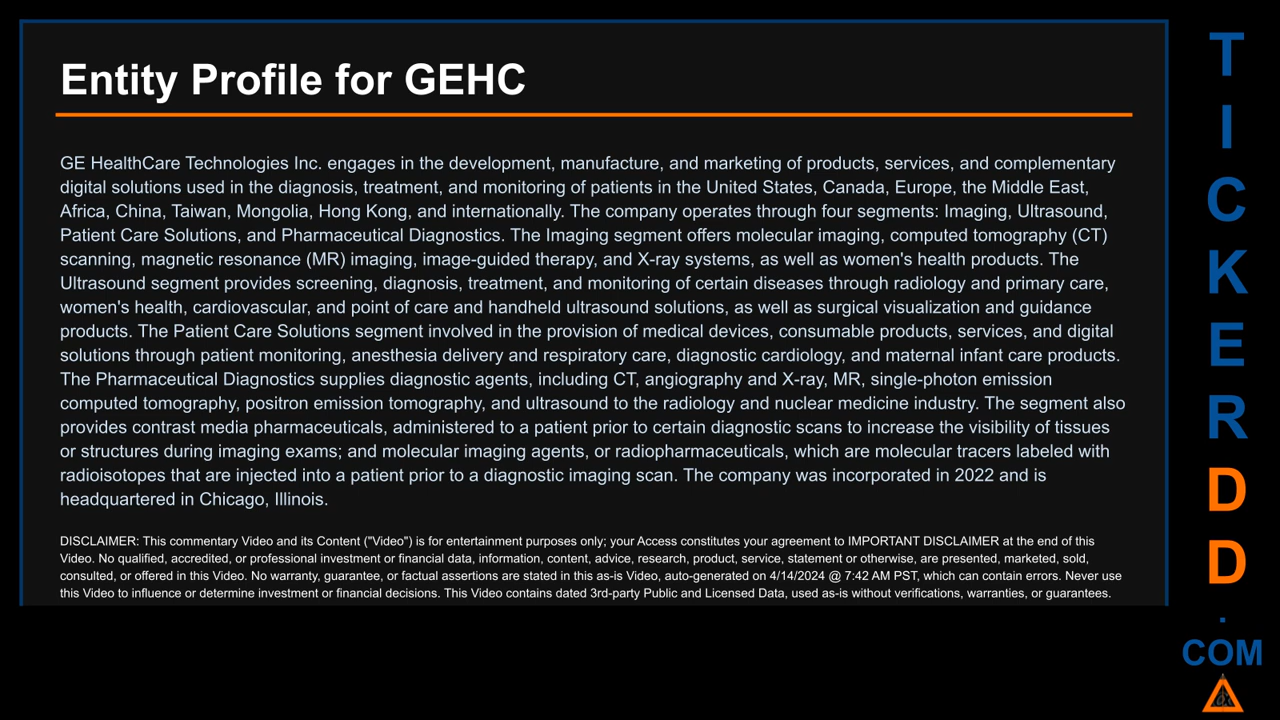 Entity Profile for GEHC
GE HealthCare Technologies Inc. engages in the development, manufacture, and marketing of products, services, and complementary
digital solutions used in the diagnosis, treatment, and monitoring of patients in the United States, Canada, Europe, the Middle East,
Africa, China, Taiwan, Mongolia, Hong Kong, and internationally. The company operates through four segments: Imaging, Ultrasound,
Patient Care Solutions, and Pharmaceutical Diagnostics. The Imaging segment offers molecular imaging, computed tomography (CT)
scanning, magnetic resonance (MR) imaging, image-guided therapy, and X-ray systems, as well as women's health products. The
Ultrasound segment provides screening, diagnosis, treatment, and monitoring of certain diseases through radiology and primary care,
women's health, cardiovascular, and point of care and handheld ultrasound solutions, as well as surgical visualization and guidance
products. The Patient Care Solutions segment involved in the provision of medical devices, consumable products, services, and digital
solutions through patient monitoring, anesthesia delivery and respiratory care, diagnostic cardiology, and maternal infant care products.
The Pharmaceutical Diagnostics supplies diagnostic agents, including CT, angiography and X-ray, MR, single-photon emission
computed tomography, positron emission tomography, and ultrasound to the radiology and nuclear medicine industry. The segment also
provides contrast media pharmaceuticals, administered to a patient prior to certain diagnostic scans to increase the visibility of tissues
or structures during imaging exams; and molecular imaging agents, or radiopharmaceuticals, which are molecular tracers labeled with
radioisotopes that are injected into a patient prior to a diagnostic imaging scan. The company was incorporated in 2022 and is
headquartered in Chicago, Illinois.
DISCLAIMER: This commentary Video and its Content ("Video") is for entertainment purposes only; your Access constitutes your agreement to IMPORTANT DISCLAIMER at the end of this
Video. No qualified, accredited, or professional investment or financial data, information, content, advice, research, product, service, statement or otherwise, are presented, marketed, sold,
consulted, or offered in this Video. No warranty, guarantee, or factual assertions are stated in this as-is Video, auto-generated on 4/14/2024 @ 7:42 AM PST, which can contain errors. Never use
this Video to influence or determine investment or financial decisions. This Video contains dated 3rd-party Public and Licensed Data, used as-is without verifications, warranties, or guarantees.
T
I
C
K
E
R
D
D
.
COM